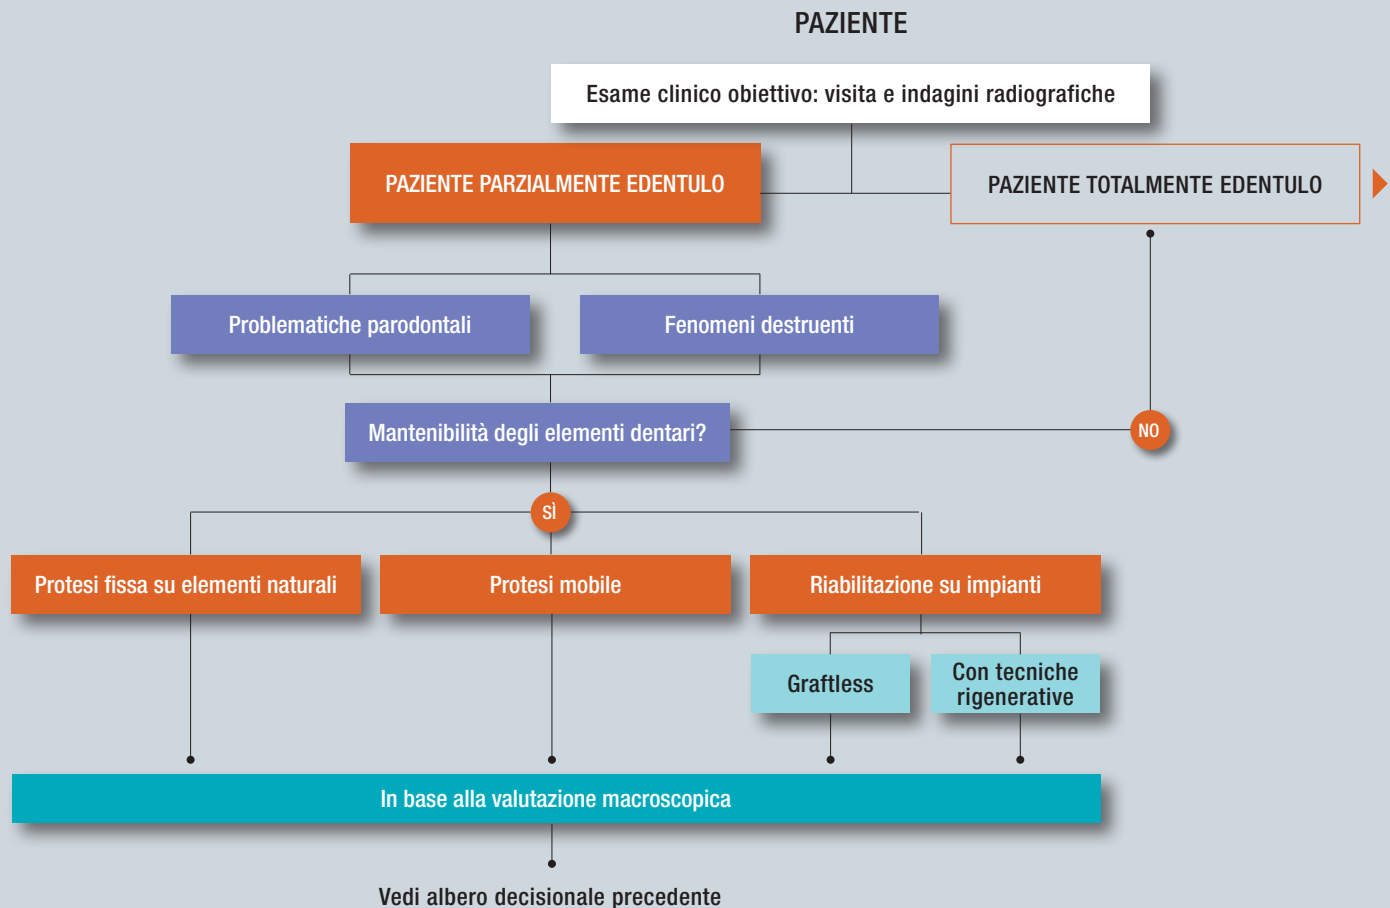 PAZIENTE
Esame clinico obiettivo: visita e indagini radiografiche
PAZIENTE PARZIALMENTE EDENTULO
PAZIENTE TOTALMENTE EDENTULO
Problematiche parodontali
Fenomeni destruenti
Mantenibilità degli elementi dentari?
NO
SÌ
Protesi fissa su elementi naturali
Protesi mobile
Riabilitazione su impianti
Graftless
Con tecniche
rigenerative
In base alla valutazione macroscopica
Vedi albero decisionale precedente